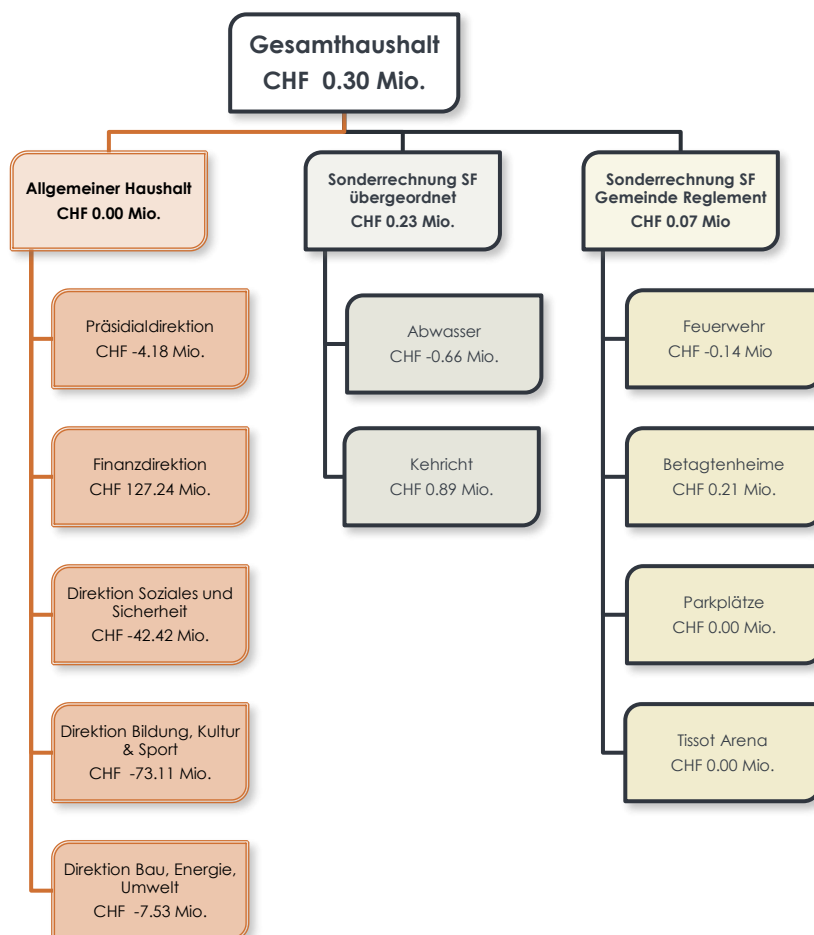 Gesamthaushalt
CHF 0.30 Mio.
Allgemeiner Haushalt
CHF 0.00 Mio.
Sonderrechnung SF
übergeordnet
CHF 0.23 Mio.
Sonderrechnung SF
Gemeinde Reglement
CHF 0.07 Mio
Präsidialdirektion
CHF -4.18 Mio.
Finanzdirektion
CHF 127.24 Mio.
Direktion Soziales und
Sicherheit
CHF -42.42 Mio.
Direktion Bildung, Kultur
& Sport
CHF -73.11 Mio.
Direktion Bau, Energie,
Umwelt
CHF -7.53 Mio.
Abwasser
CHF -0.66 Mio.
Kehricht
CHF 0.89 Mio.
Feuerwehr
CHF -0.14 Mio
Betagtenheime
CHF 0.21 Mio.
Parkplätze
CHF 0.00 Mio.
Tissot Arena
CHF 0.00 Mio.